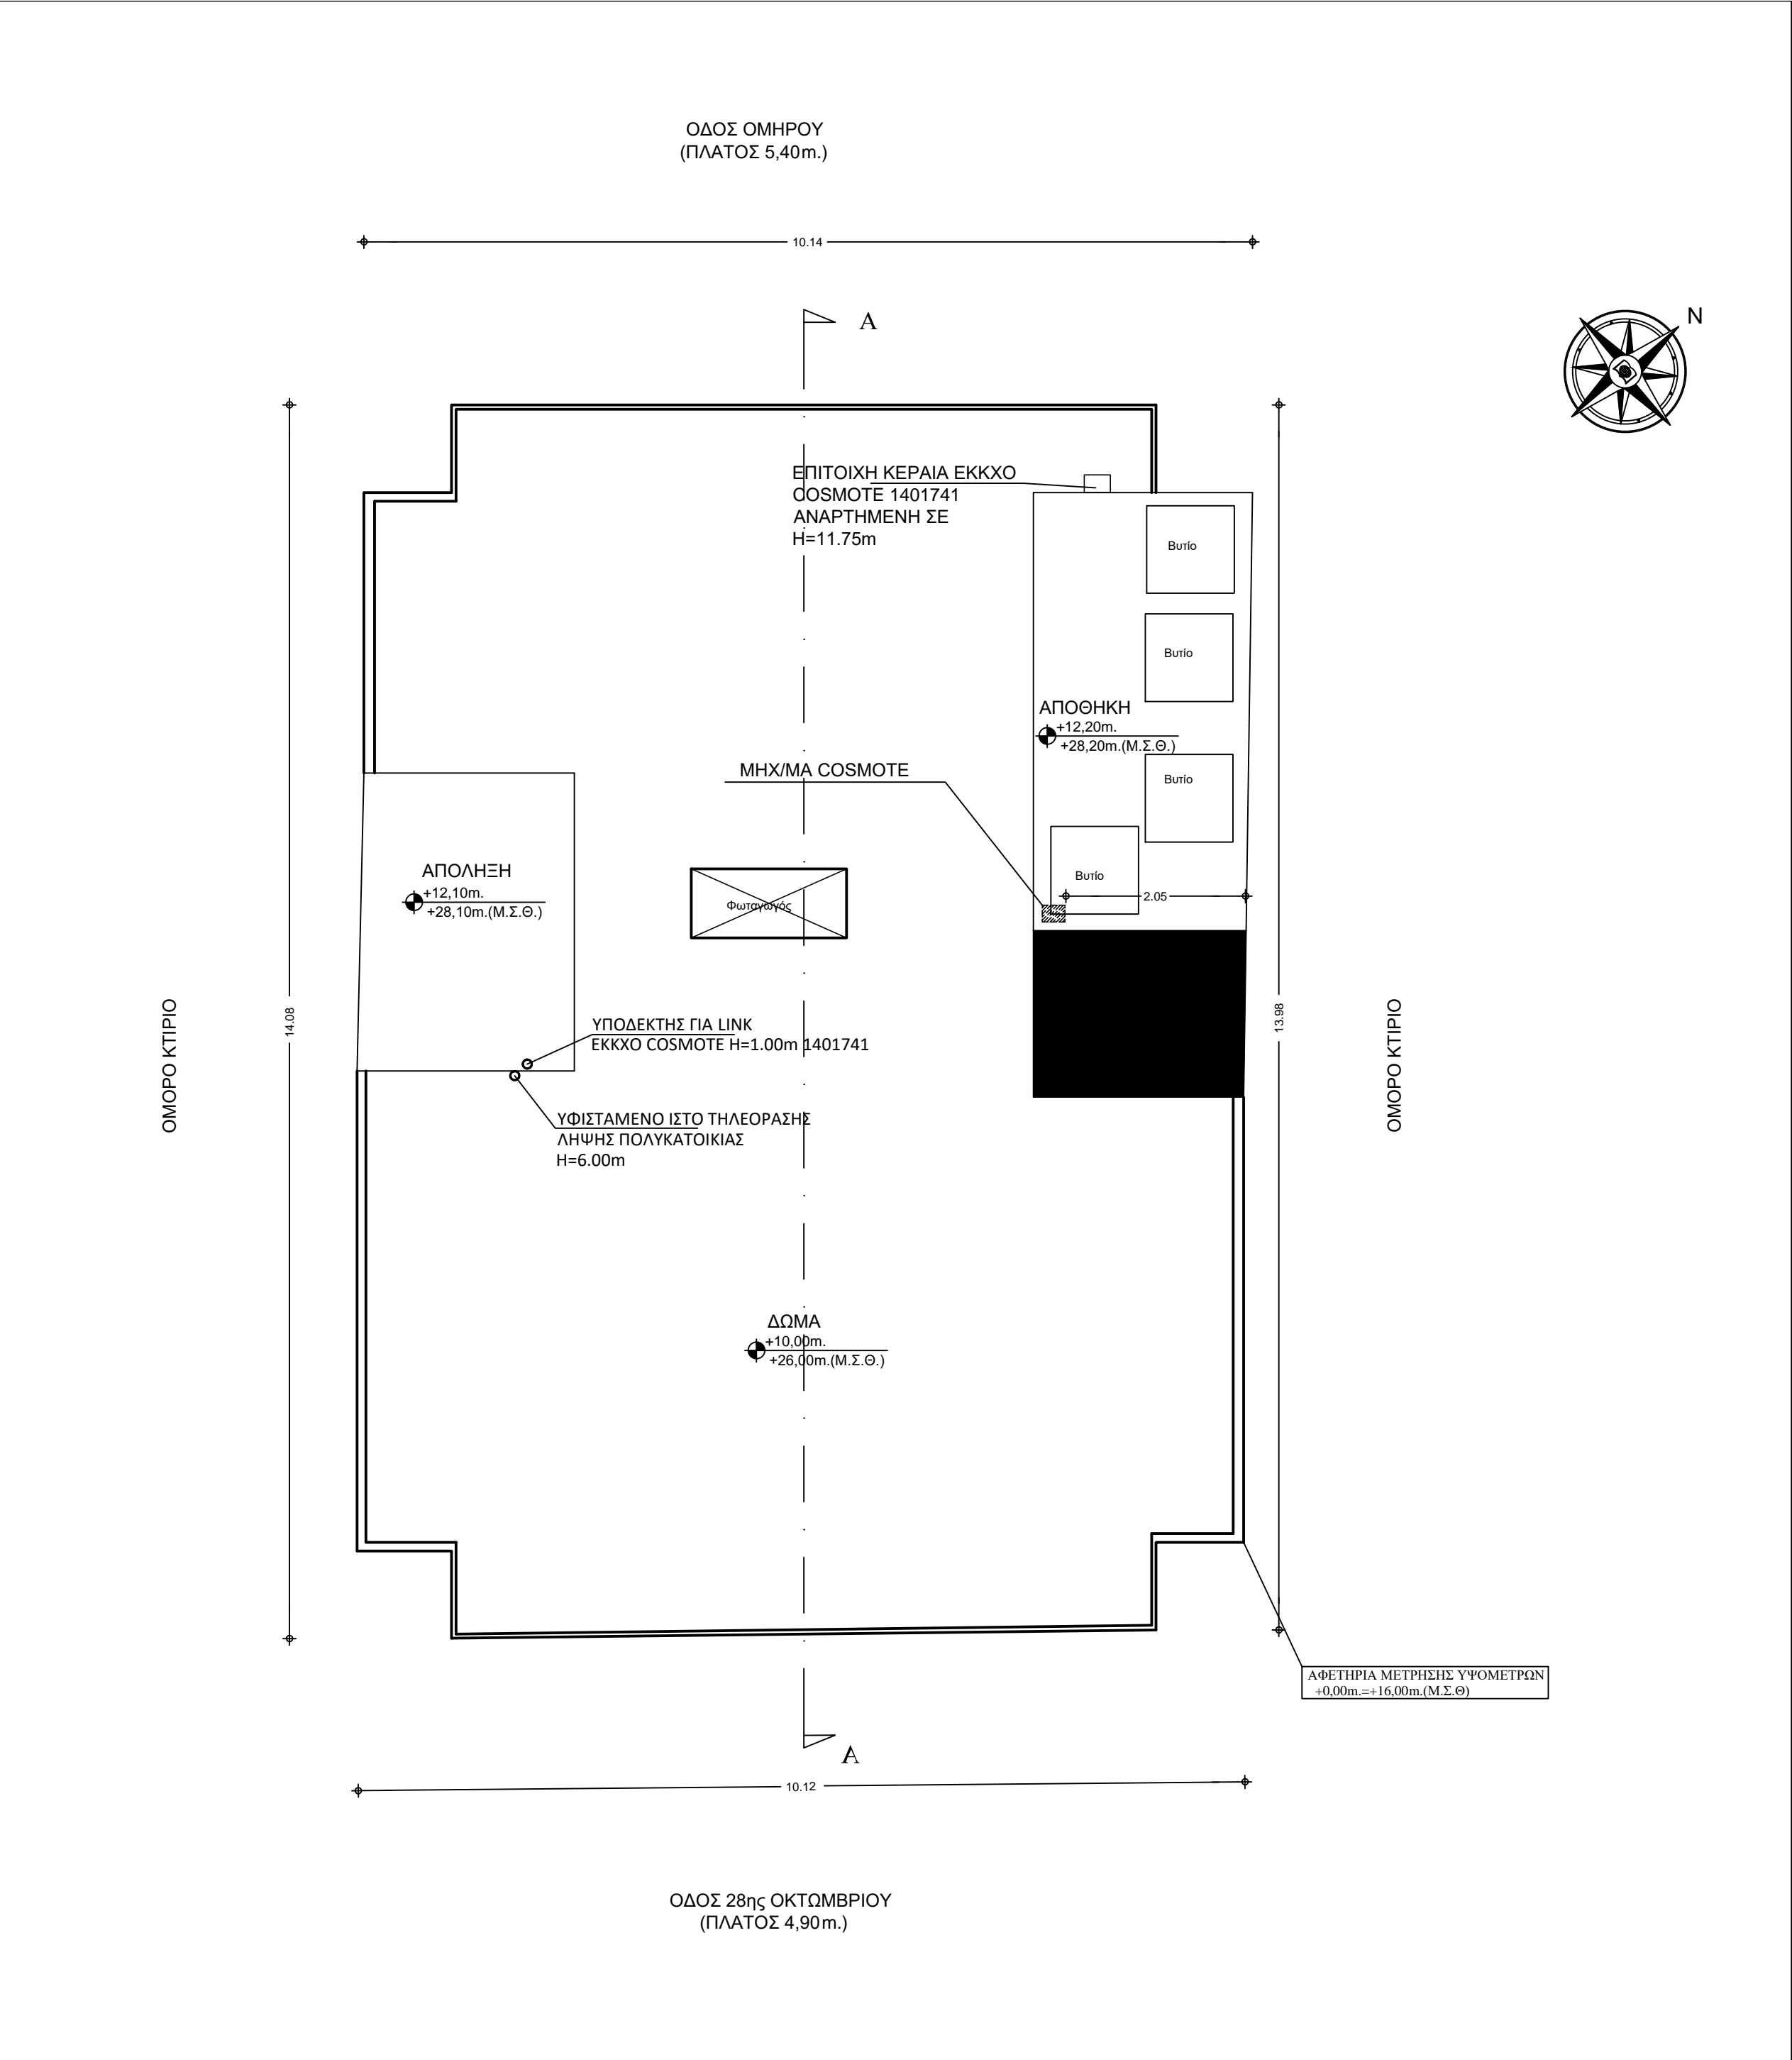 ΟΔΟΣ ΟΜΗΡΟΥ
(ΠΛΑΤΟΣ 5,40m.)
10.14
A
N
ΕΠΙΤΟΙΧΗ ΚΕΡΑΙΑ ΕΚΚΧΟ
COSMOTE 1401741
ΑΝΑΡΤΗΜΕΝΗ ΣΕ
H=11.75m
Βυτίο
Βυτίο
ΑΠΟΘΗΚΗ
+12,20m.
+28,20m.(Μ.Σ.Θ.)
ΜΗΧ/ΜΑ COSMOTE
Βυτίο
ΑΠΟΛΗΞΗ
+12,10m.
+28,10m.(Μ.Σ.Θ.)
Φωταγωγός
Βυτίο
2.05
ΟΜΟΡΟ ΚΤΙΡΙΟ
14.08
ΥΠΟΔΕΚΤΗΣ ΓΙΑ LINK
ΕΚΚΧΟ COSMOTE H=1.00m 1401741
13.98
ΟΜΟΡΟ ΚΤΙΡΙΟ
ΥΦΙΣΤΑΜΕΝΟ ΙΣΤΟ ΤΗΛΕΟΡΑΣΗΣ
ΛΗΨΗΣ ΠΟΛΥΚΑΤΟΙΚΙΑΣ
H=6.00m
ΔΩΜΑ
+10,00m.
+26,00m.(Μ.Σ.Θ.)
ΑΦΕΤΗΡΙΑ ΜΕΤΡΗΣΗΣ ΥΨΟΜΕΤΡΩΝ
+0,00m.=+16,00m.(Μ.Σ.Θ)
A
10.12
ΟΔΟΣ 28ης ΟΚΤΩΜΒΡΙΟΥ
(ΠΛΑΤΟΣ 4,90m.)